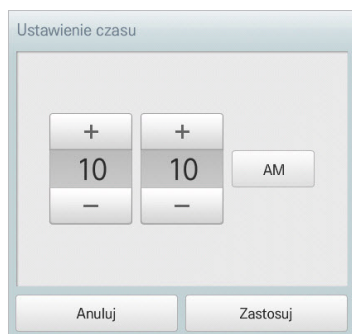 Ustawienie czasu
+ +
10 10 AM
− −
Anuluj Zastosuj